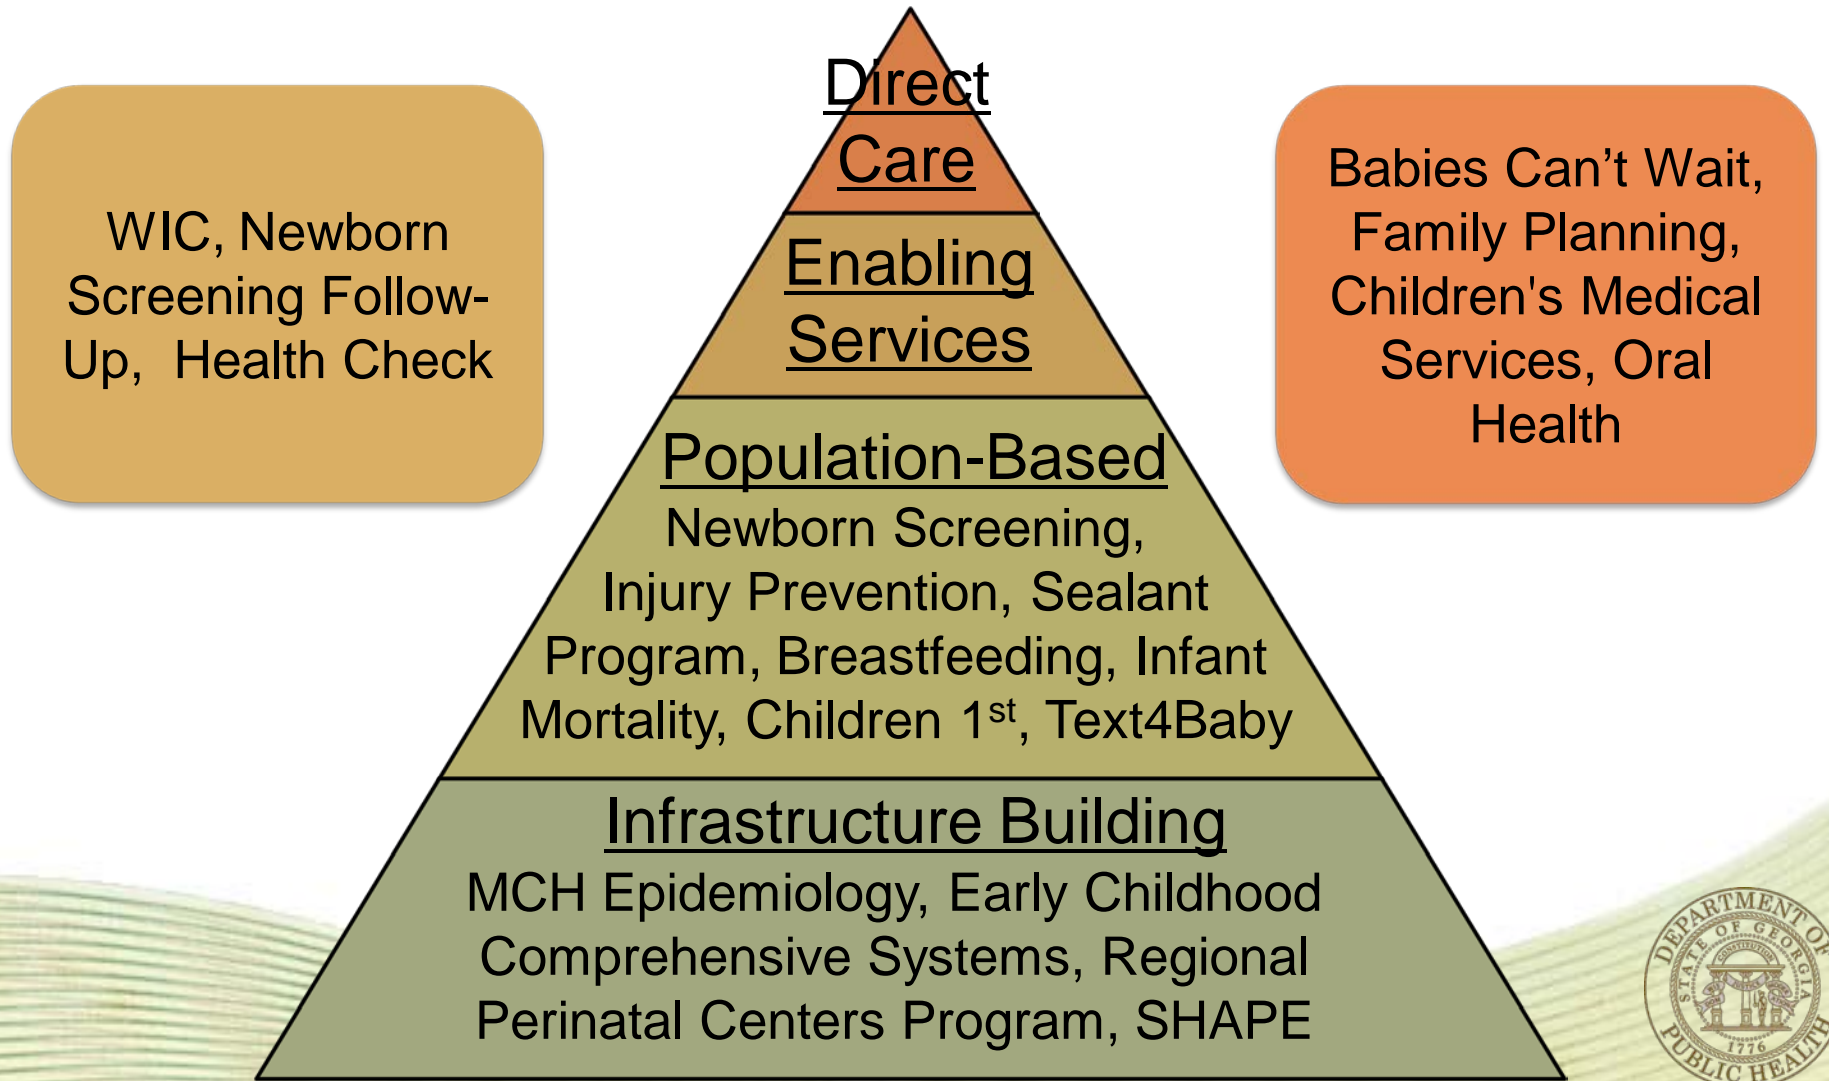 Direct
Care
WIC, Newborn
Screening Follow-
Up, Health Check
Babies Can’t Wait,
Family Planning,
Children's Medical
Services, Oral
Health
Enabling
Services
Population-Based
Newborn Screening,
Injury Prevention, Sealant
Program, Breastfeeding, Infant
Mortality, Children 1st, Text4Baby
Infrastructure Building
MCH Epidemiology, Early Childhood
Comprehensive Systems, Regional
Perinatal Centers Program, SHAPE
DEPARTMENT OF
STATE OF GEORGIA
CONSTITUTION
1776
PUBLIC HEALTH